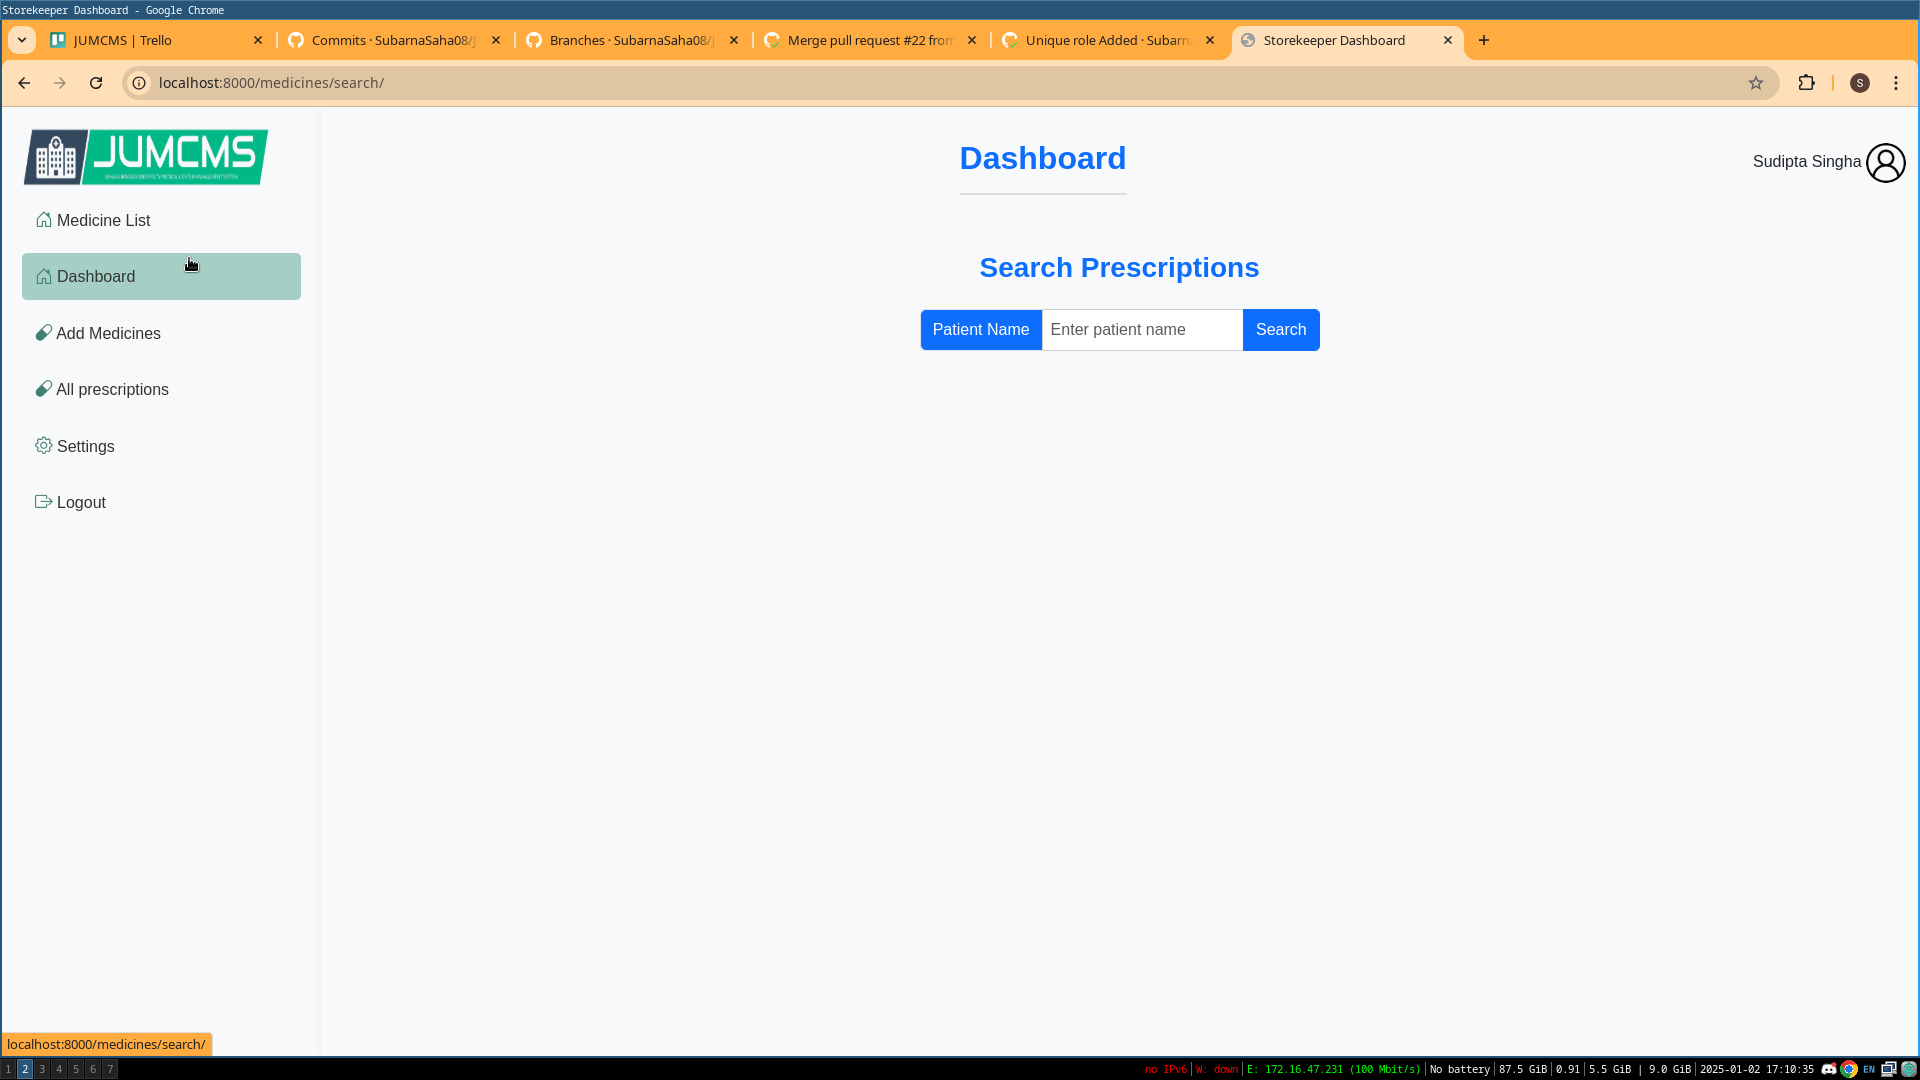 Storekeeper Dashboard - Google Chrome
JUMCMS | Trello
Commits · SubarnaSaha08/J
Branches · SubarnaSaha08/J
Merge pull request #22 from
Unique role Added · Subarna
Storekeeper Dashboard
localhost:8000/medicines/search/
S
JUMCMS
Dashboard
Sudipta Singha
Medicine List
Dashboard
Add Medicines
All prescriptions
Settings
Logout
Search Prescriptions
Patient Name
Enter patient name
Search
localhost:8000/medicines/search/
1 2 3 4 5 6 7
no IPv6 | W: down | E: 172.16.47.231 (100 Mbit/s) | No battery | 87.5 GiB | 0.91 | 5.5 GiB | 9.0 GiB | 2025-01-02 17:10:35
EN